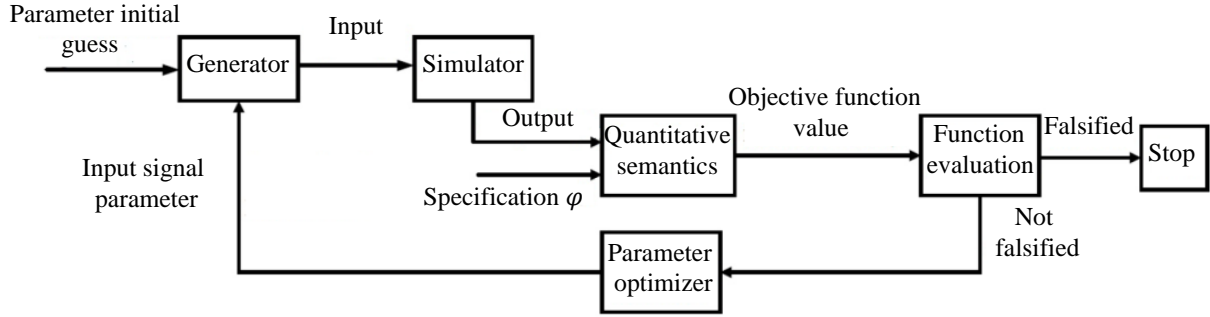 Parameter initial
guess
Generator
Input
Simulator
Output
Specification φ
Quantitative
semantics
Objective function
value
Function
evaluation
Falsified
Stop
Not
falsified
Parameter
optimizer
Input signal
parameter